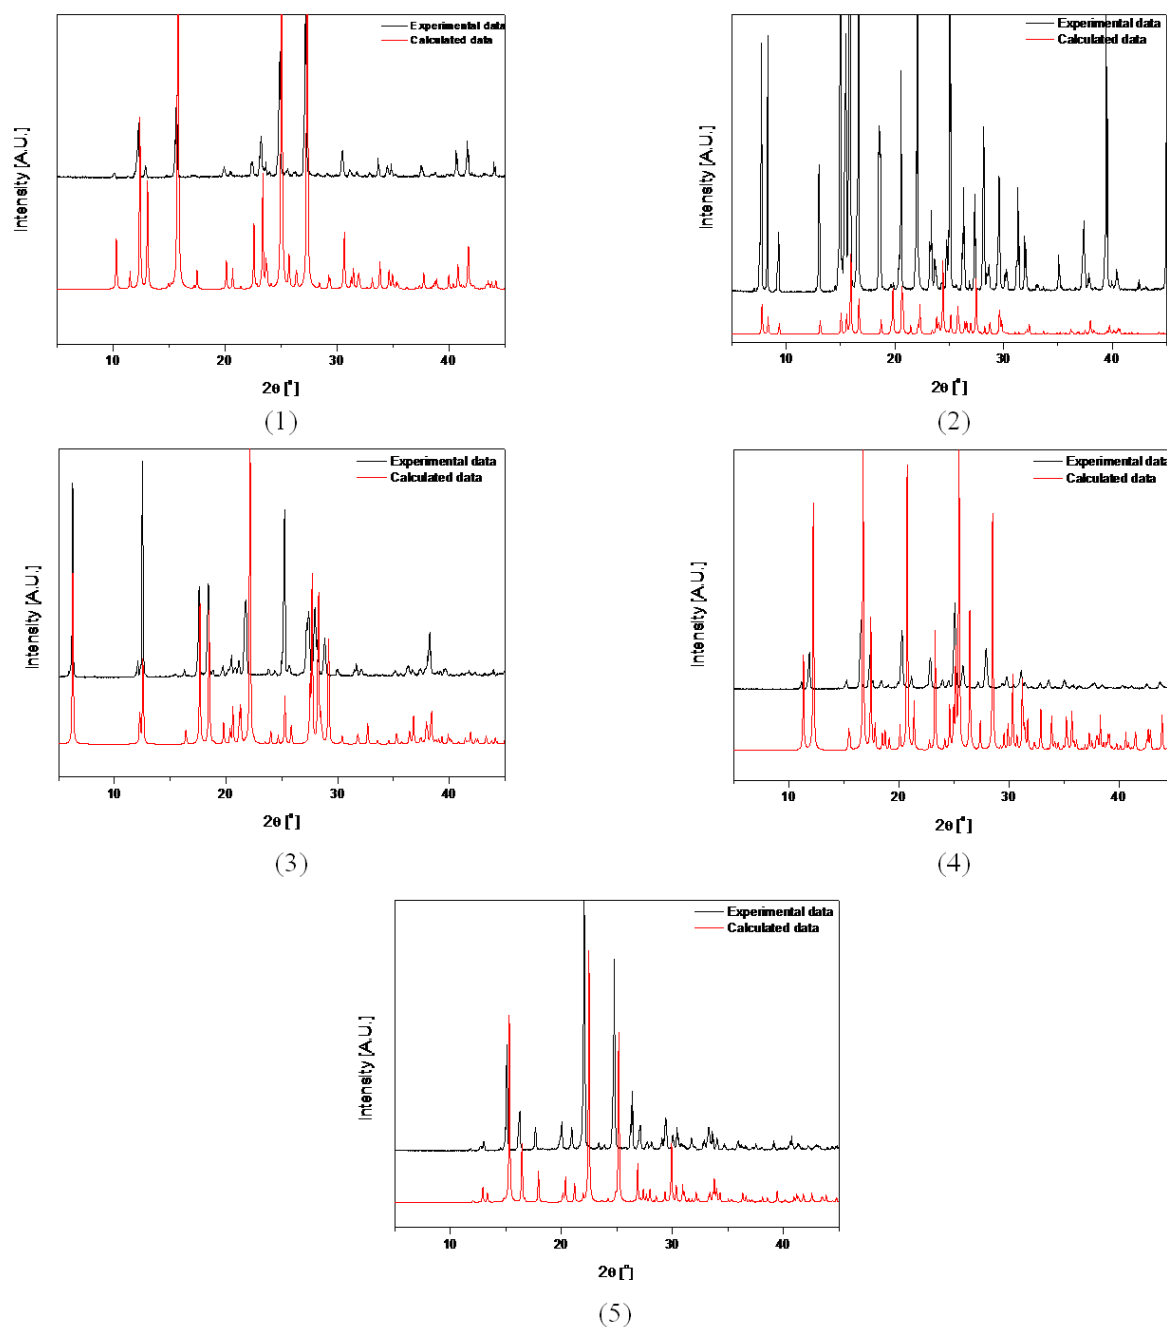 Experimental data
Calculated data
Intensity [A.U.]
10 20 30 40
2θ [°]
(1)
Experimental data
Calculated data
Intensity [A.U.]
10 20 30 40
2θ [°]
(2)
Experimental data
Calculated data
Intensity [A.U.]
10 20 30 40
2θ [°]
(3)
Experimental data
Calculated data
Intensity [A.U.]
10 20 30 40
2θ [°]
(4)
Experimental data
Calculated data
Intensity [A.U.]
10 20 30 40
2θ [°]
(5)